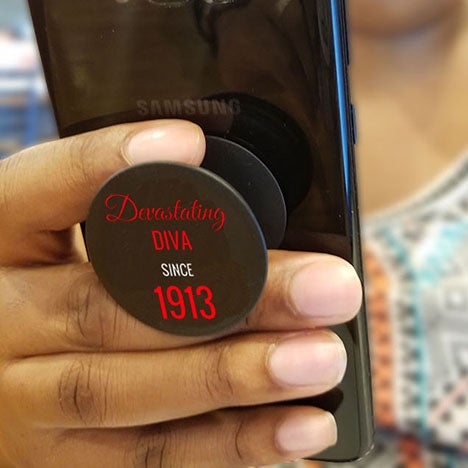 SAMSUNG
Devastating
DIVA
SINCE
1913